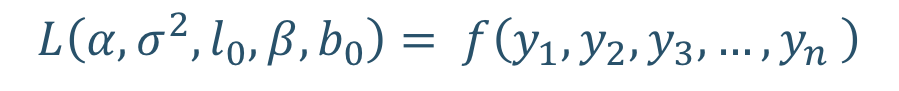 L(α, σ², l₀, β, b₀) = f(y₁, y₂, y₃, … , yₙ )